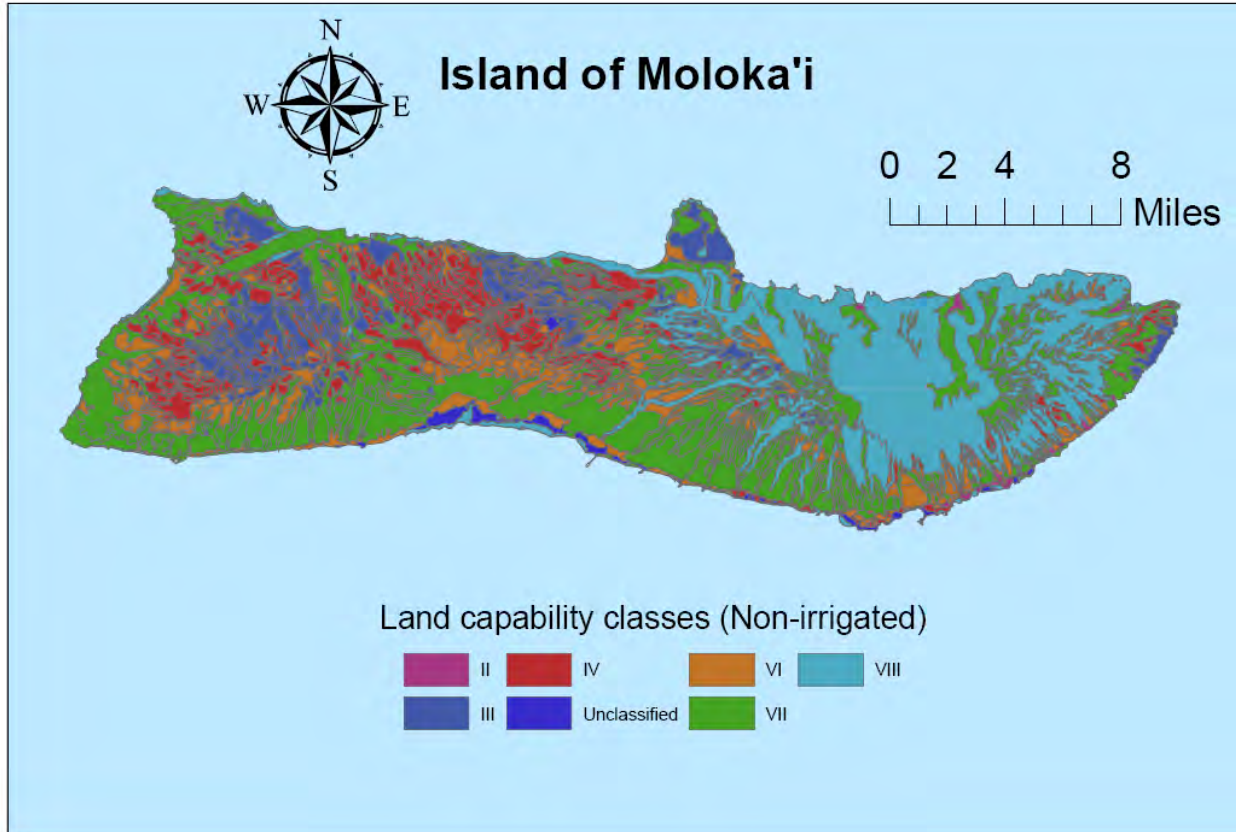 N
Island of Moloka'i
W E
S
0 2 4 8
Miles
Land capability classes (Non-irrigated)
II IV VI VIII
III Unclassified VII